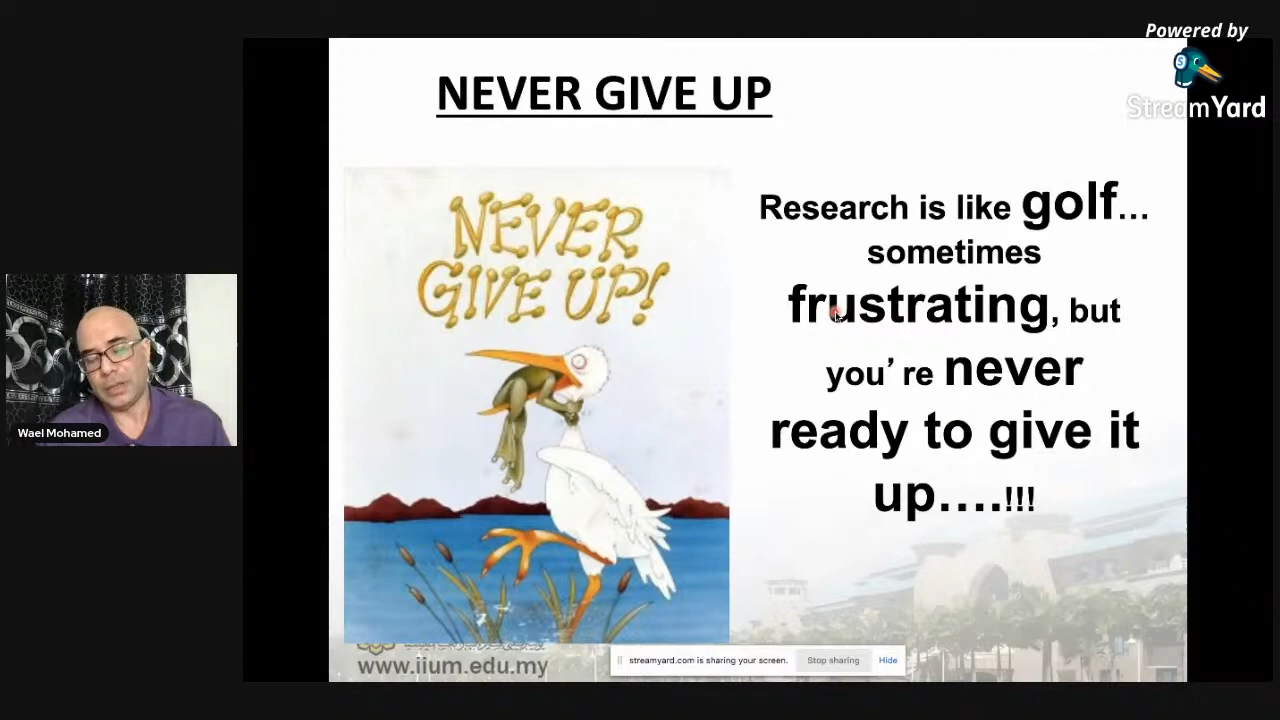 Powered by
StreamYard
NEVER GIVE UP
NEVER
GIVE UP!
Research is like golf...
sometimes
frustrating, but
you’ re never
ready to give it
up....!!!
Wael Mohamed
www.iium.edu.my
streamyard.com is sharing your screen.
Stop sharing
Hide